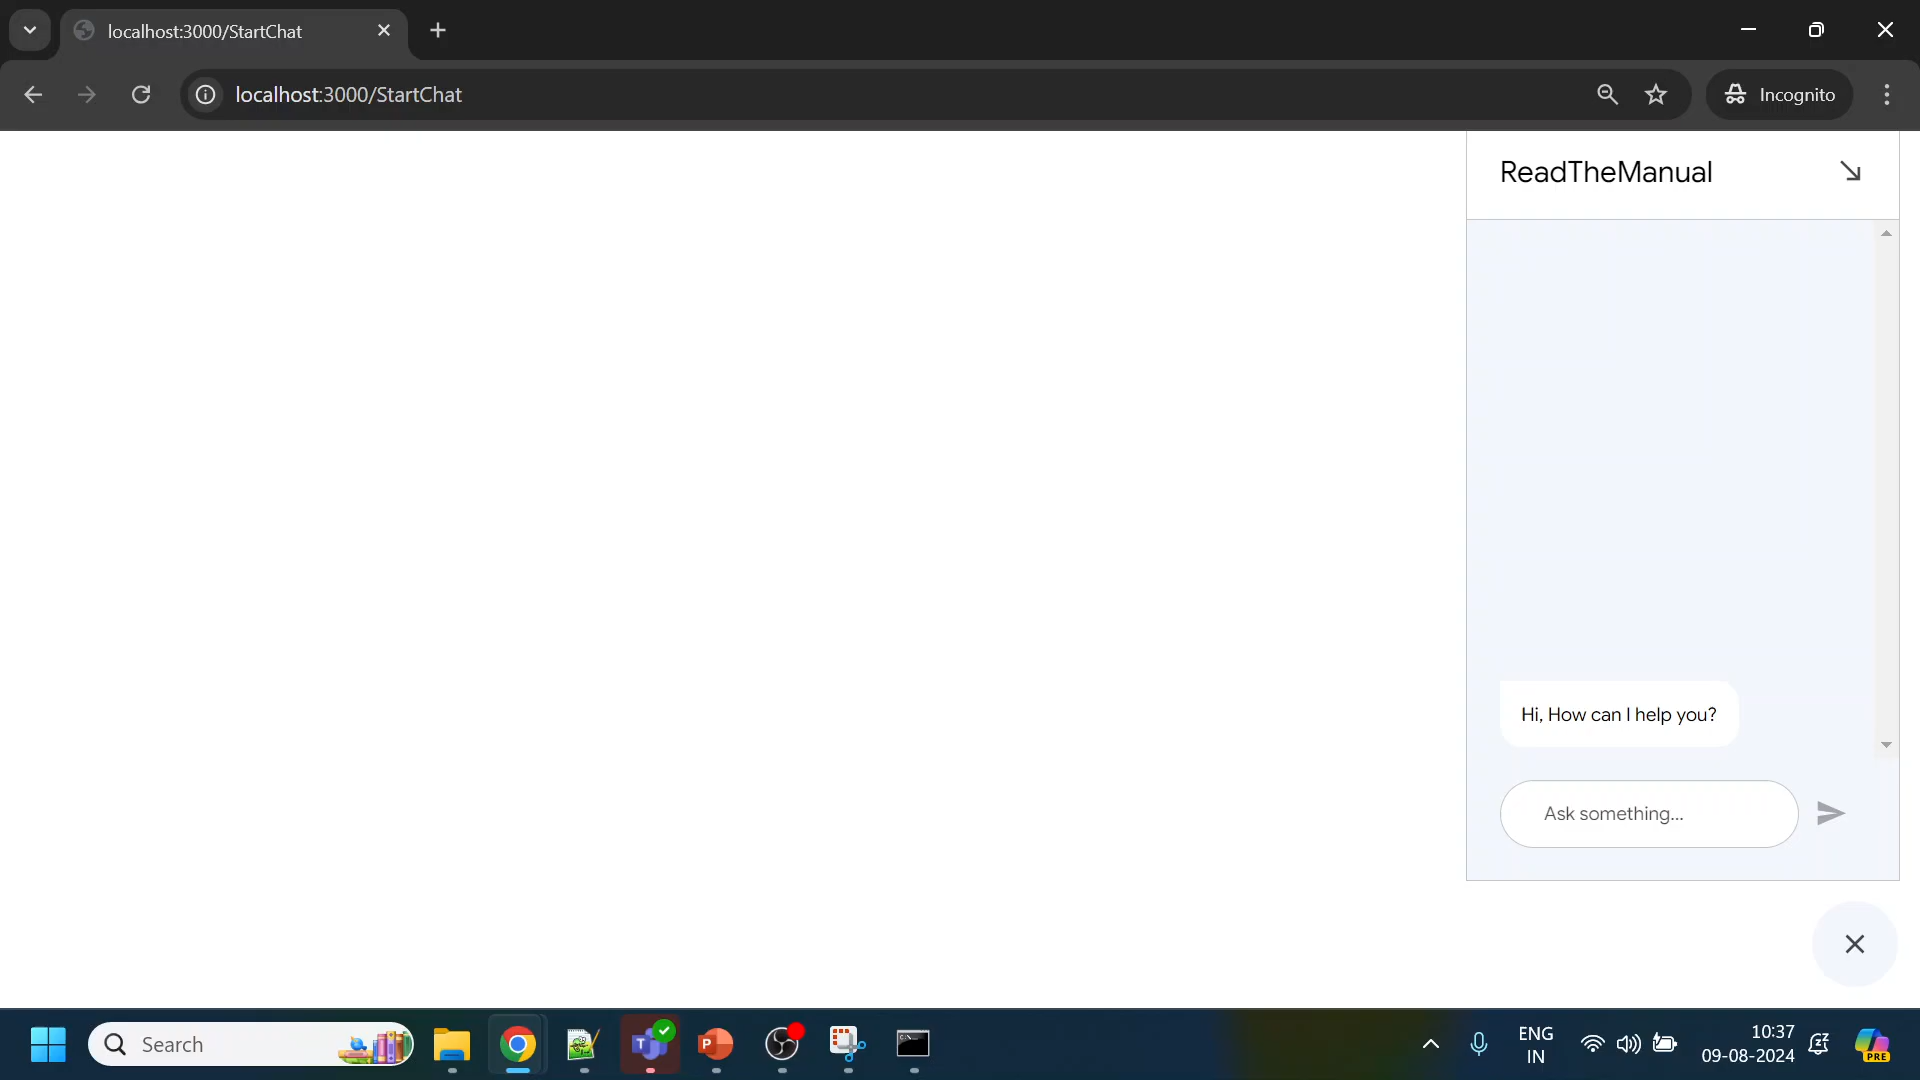 localhost:3000/StartChat
localhost:3000/StartChat
Incognito
ReadTheManual
Hi, How can I help you?
Ask something...
Search
ENG
IN
10:37
09-08-2024
PRE